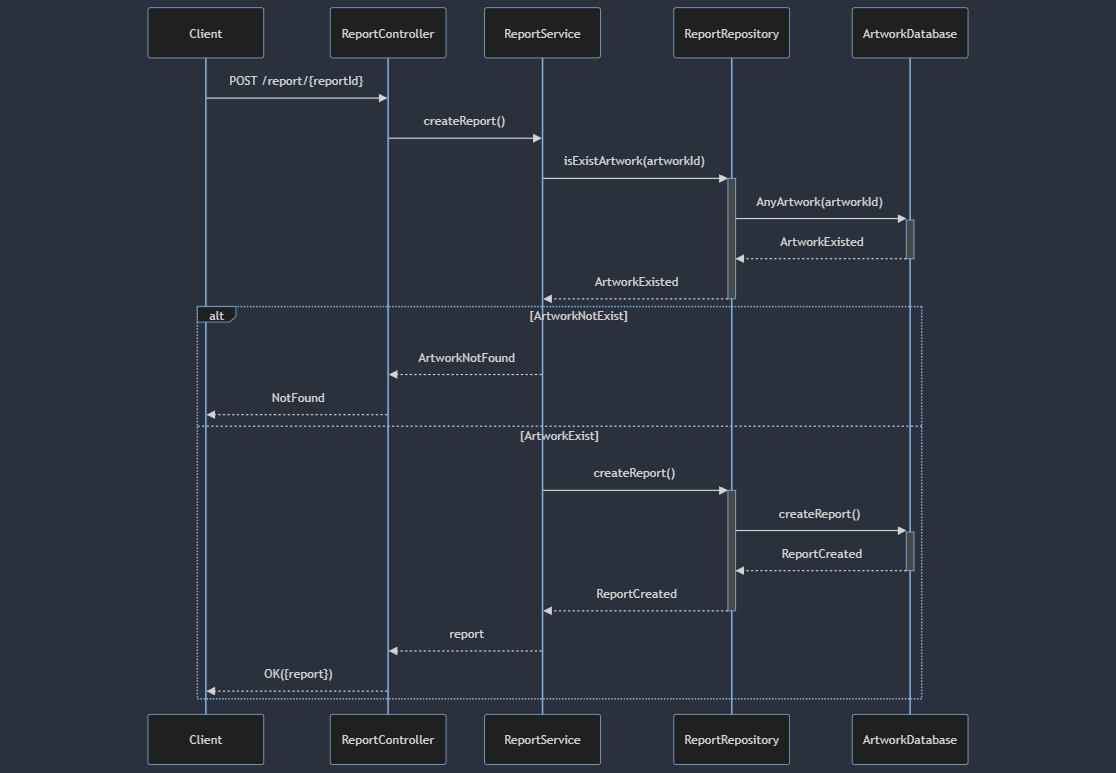 Client
ReportController
ReportService
ReportRepository
ArtworkDatabase
POST /report/{reportId}
createReport()
isExistArtwork(artworkId)
AnyArtwork(artworkId)
ArtworkExisted
ArtworkExisted
alt
[ArtworkNotExist]
ArtworkNotFound
NotFound
[ArtworkExist]
createReport()
createReport()
ReportCreated
ReportCreated
report
OK({report})
Client
ReportController
ReportService
ReportRepository
ArtworkDatabase